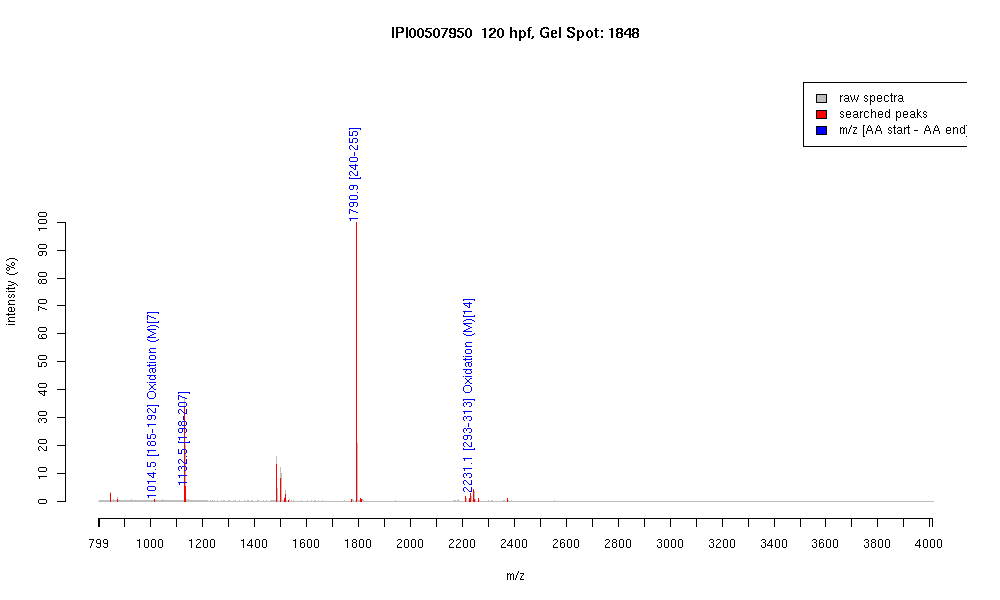 IPI00507950  120 hpf, Gel Spot: 1848
raw spectra
searched peaks
m/z [AA start - AA end]
1014.5 [185-192] Oxidation (M)[7]
1132.5 [198-207]
1790.9 [240-255]
2231.1 [293-313] Oxidation (M)[14]
intensity (%)
100
90
80
70
60
50
40
30
20
10
0
799 1000 1200 1400 1600 1800 2000 2200 2400 2600 2800 3000 3200 3400 3600 3800 4000
m/z